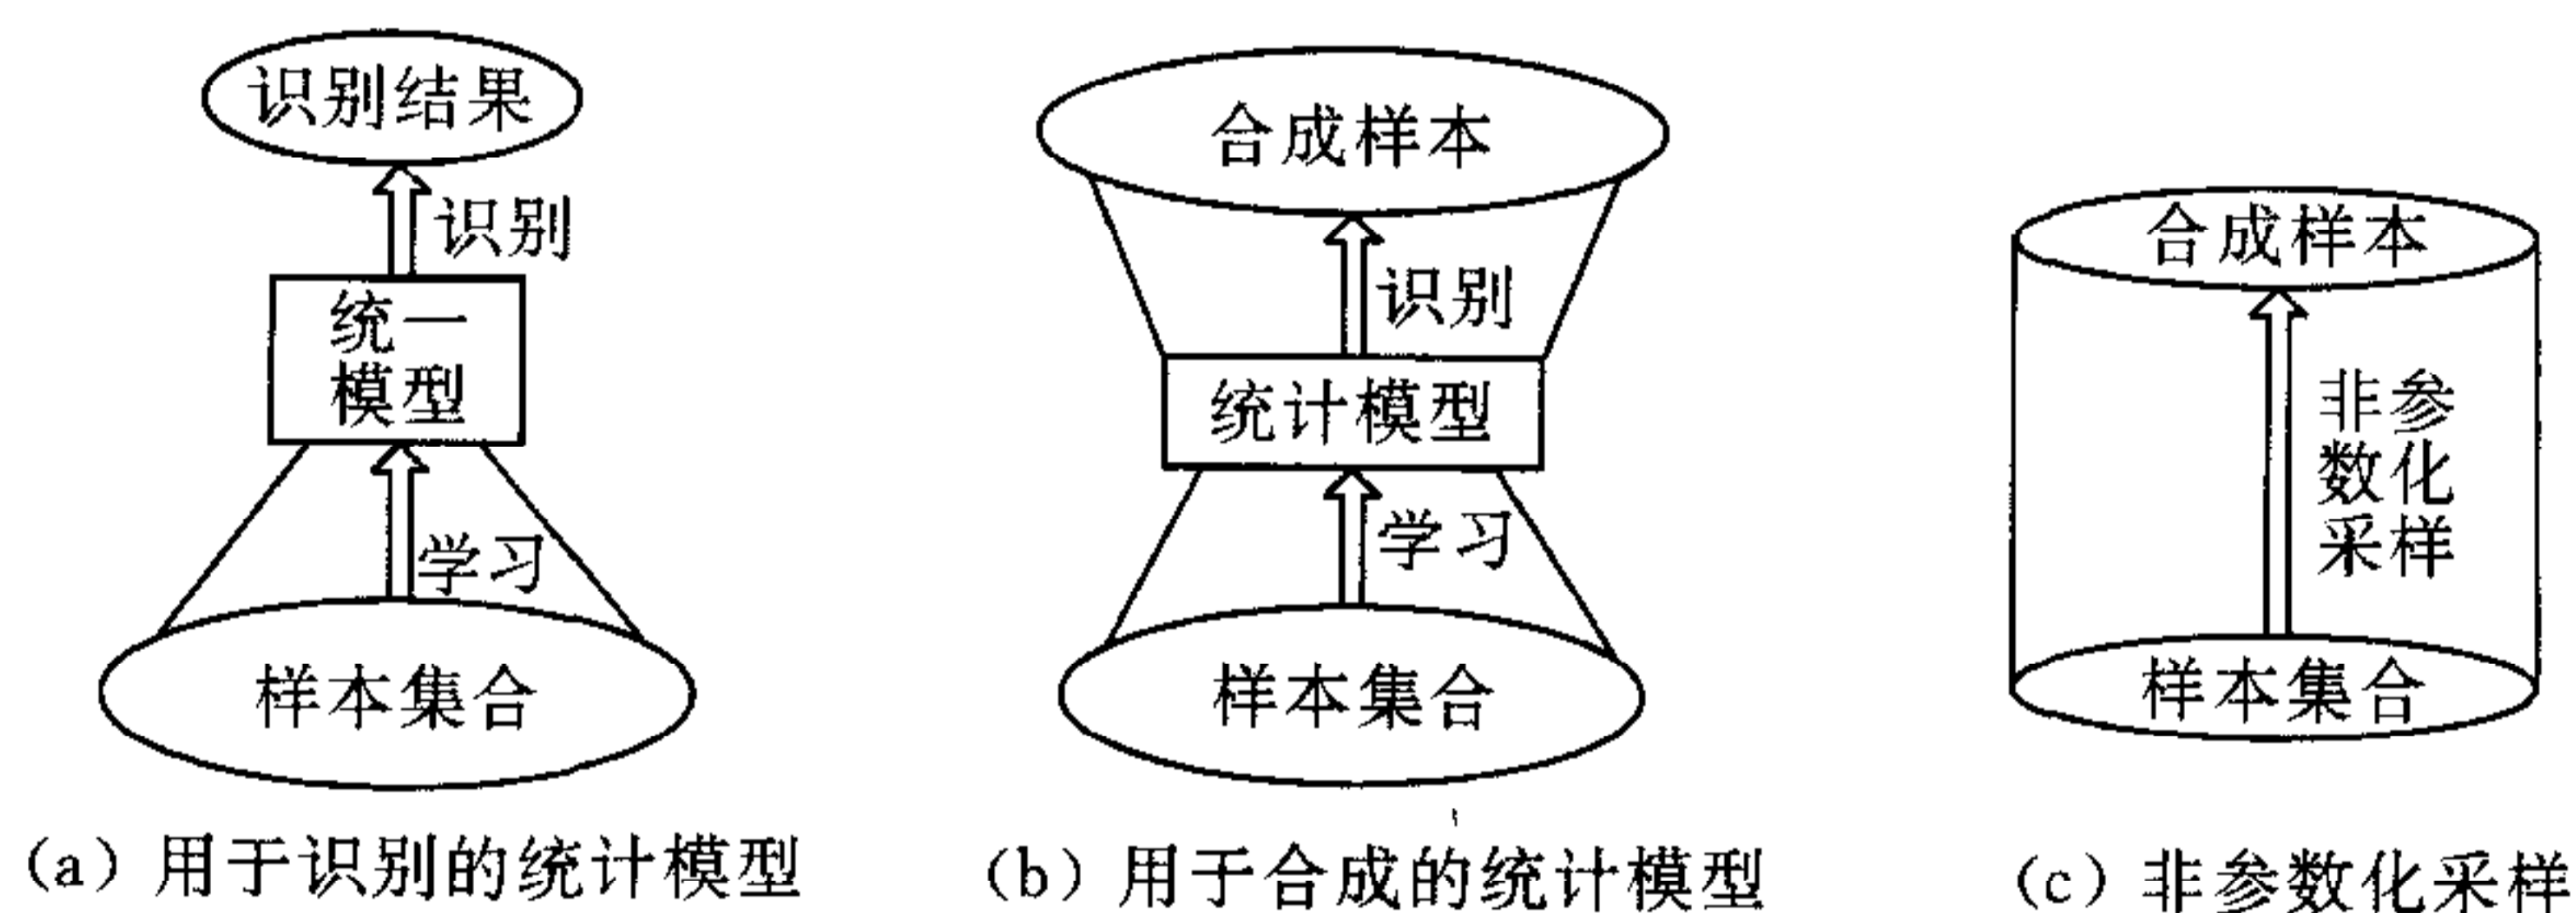 识别结果
识别
统一
模型
学习
样本集合
(a) 用于识别的统计模型
合成样本
识别
统计模型
学习
样本集合
(b) 用于合成的统计模型
合成样本
非参
数化
采样
样本集合
(c) 非参数化采样